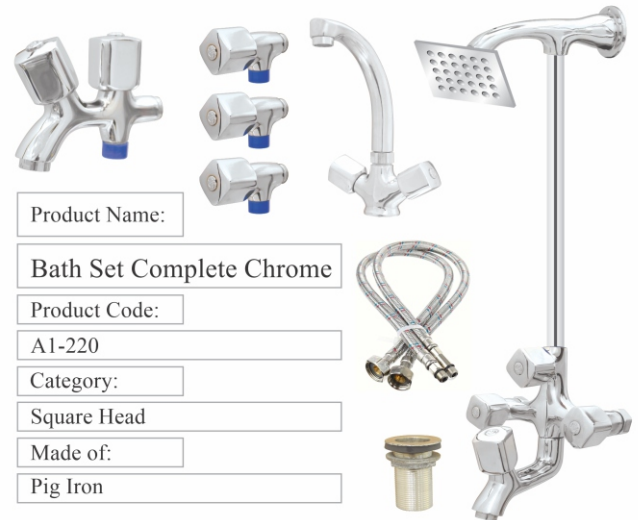 Product Name:
Bath Set Complete Chrome
Product Code:
A1-220
Category:
Square Head
Made of:
Pig Iron